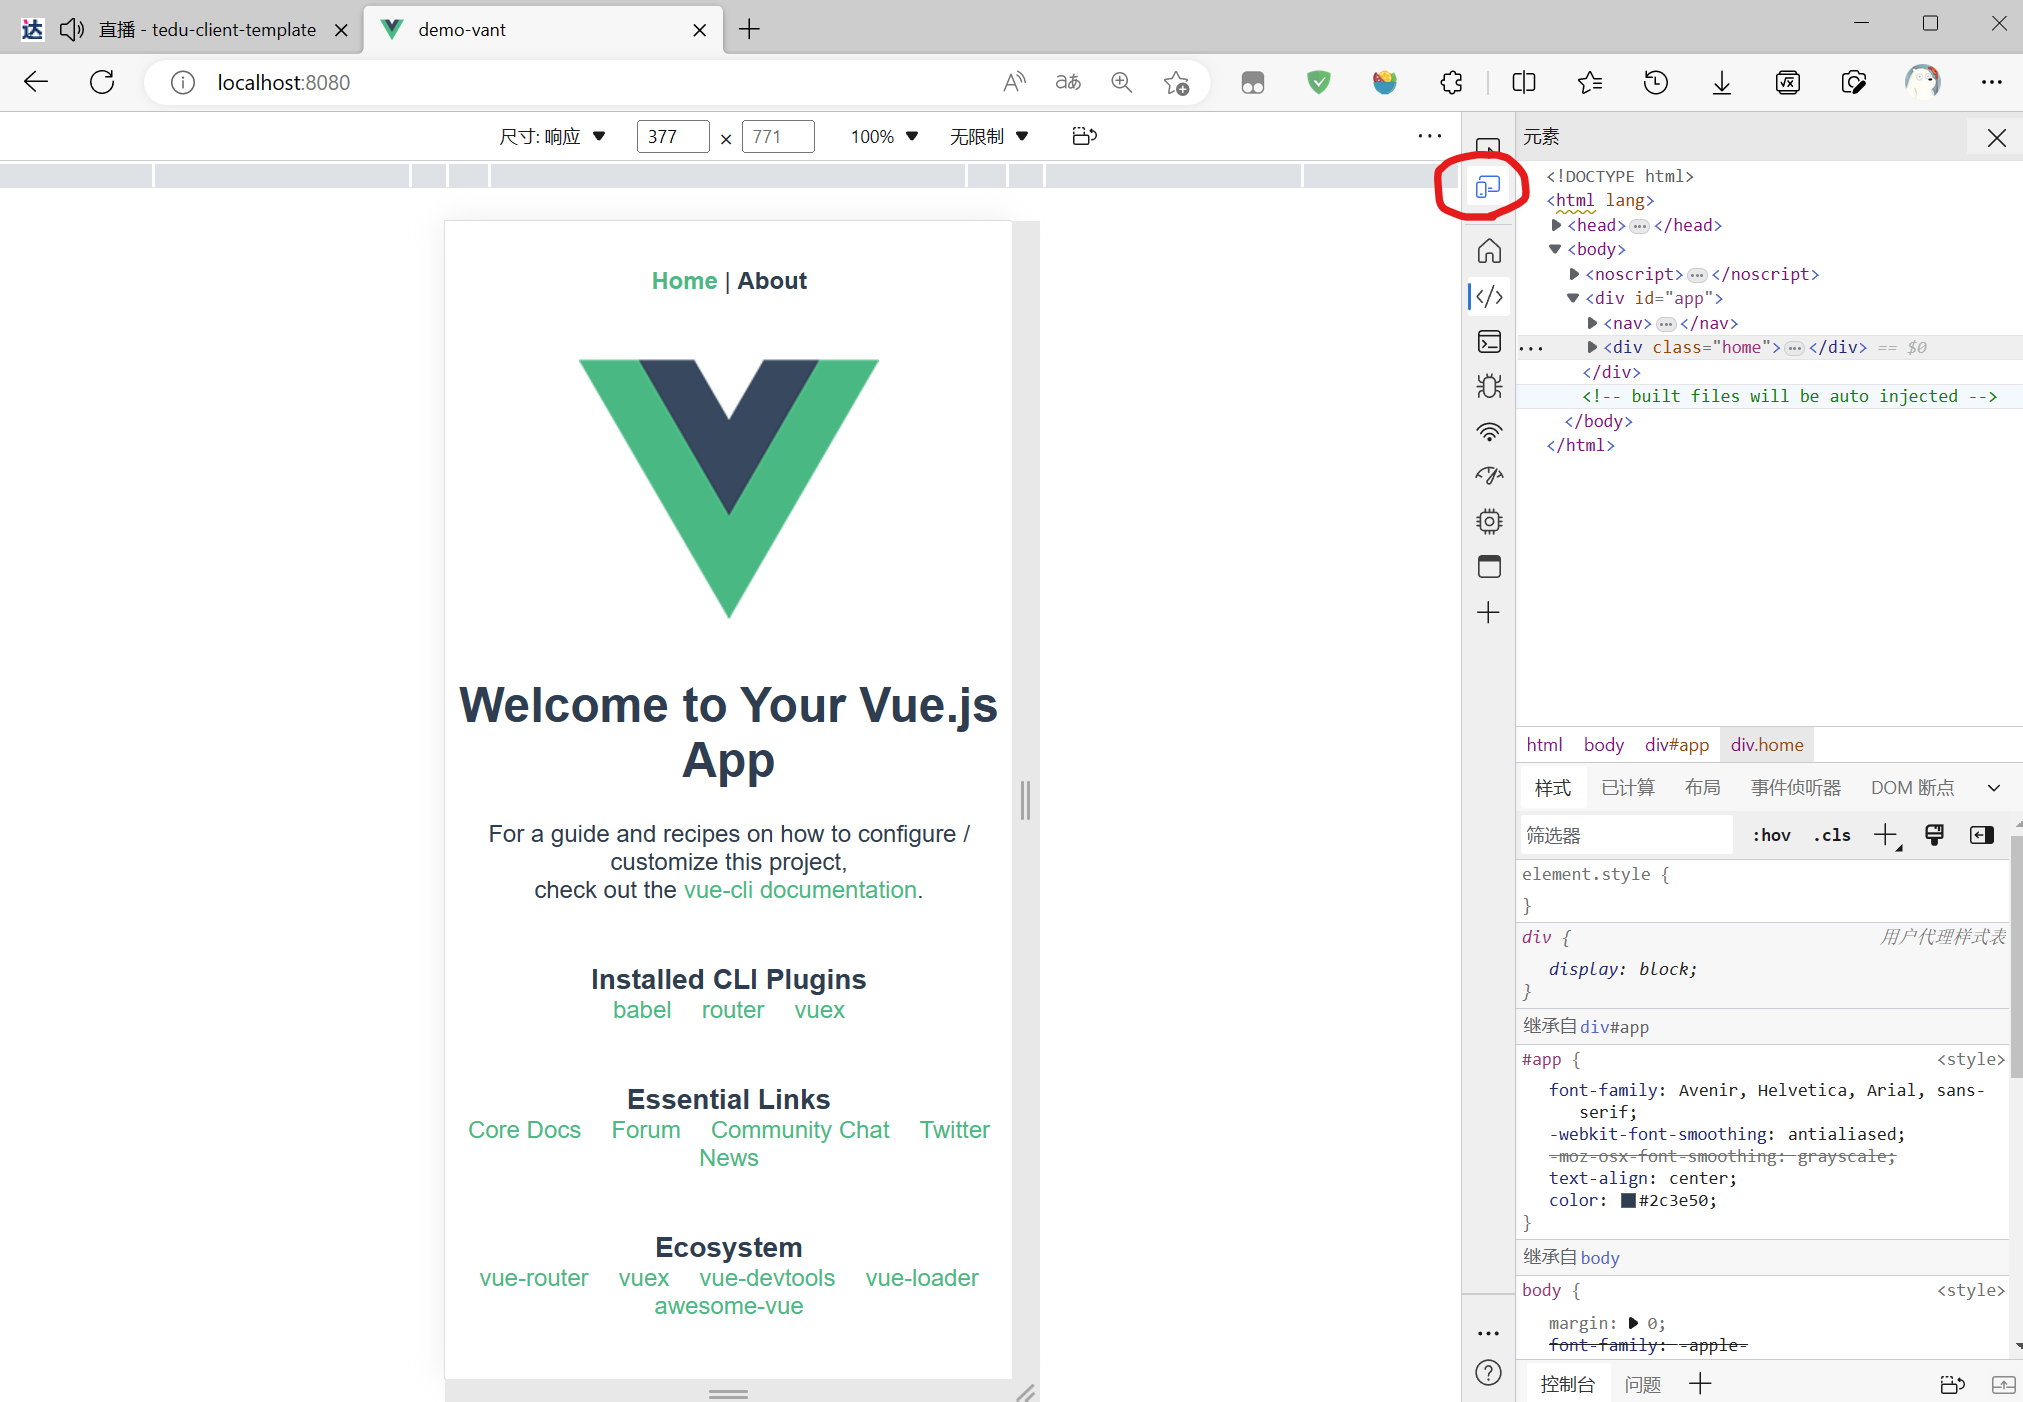 达 直播 - tedu-client-template
demo-vant
localhost:8080
aあ
尺寸: 响应 377 × 771 100% 无限制
元素
<!DOCTYPE html>
<html lang>
<head>…</head>
<body>
<noscript>…</noscript>
<div id="app">
<nav>…</nav>
… <div class="home">…</div> == $0
</div>
<!-- built files will be auto injected -->
</body>
</html>
Home | About
Welcome to Your Vue.js
App
For a guide and recipes on how to configure /
customize this project,
check out the vue-cli documentation.
Installed CLI Plugins
babel router vuex
Essential Links
Core Docs Forum Community Chat Twitter
News
Ecosystem
vue-router vuex vue-devtools vue-loader
awesome-vue
html body div#app div.home
样式 已计算 布局 事件侦听器 DOM 断点
筛选器 :hov .cls
element.style {
}
div { 用户代理样式表
display: block;
}
继承自 div#app
#app { <style>
font-family: Avenir, Helvetica, Arial, sans-
serif;
-webkit-font-smoothing: antialiased;
-moz-osx-font-smoothing: grayscale;
text-align: center;
color: #2c3e50;
}
继承自 body
body { <style>
margin: 0;
font-family: -apple-
控制台 问题